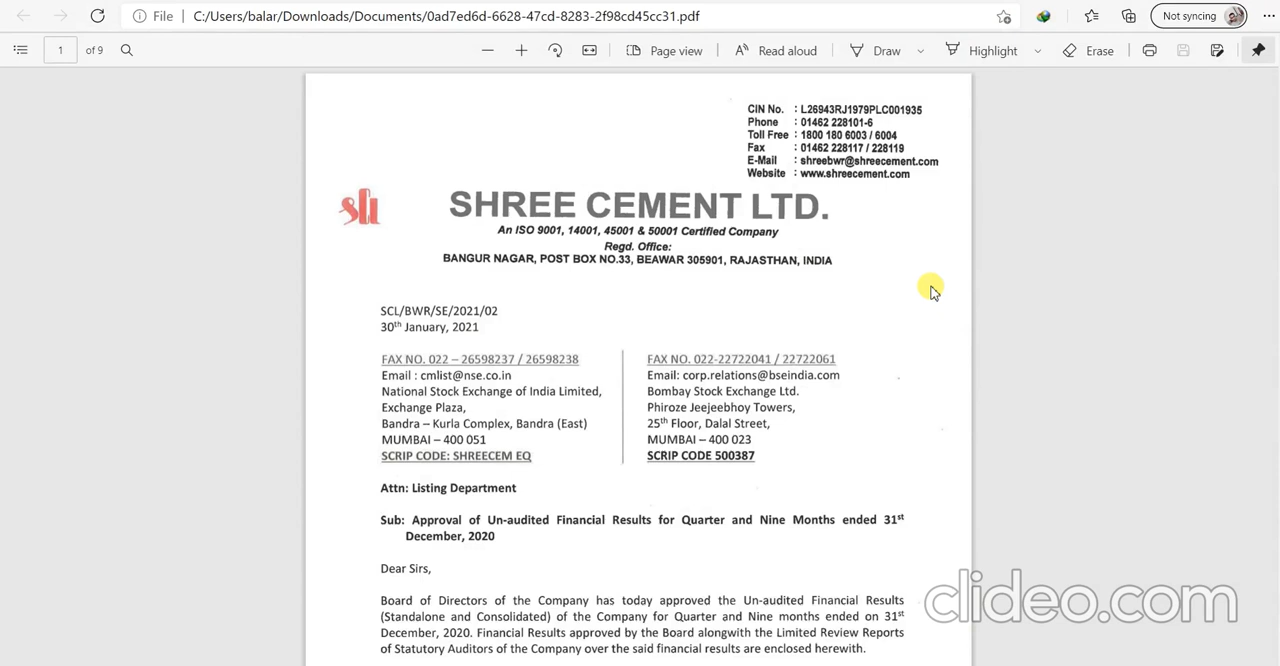 File C:/Users/balar/Downloads/Documents/0ad7ed6d-6628-47cd-8283-2f98cd45cc31.pdf Not syncing
1 of 9 Page view Read aloud Draw Highlight Erase
CIN No. : L26943RJ1979PLC001935
Phone : 01462 228101-6
Toll Free : 1800 180 6003 / 6004
Fax : 01462 228117 / 228119
E-Mail : shreebwr@shreecement.com
Website : www.shreecement.com
SHREE CEMENT LTD.
An ISO 9001, 14001, 45001 & 50001 Certified Company
Regd. Office:
BANGUR NAGAR, POST BOX NO.33, BEAWAR 305901, RAJASTHAN, INDIA
SCL/BWR/SE/2021/02
30th January, 2021
FAX NO. 022 – 26598237 / 26598238
Email : cmlist@nse.co.in
National Stock Exchange of India Limited,
Exchange Plaza,
Bandra – Kurla Complex, Bandra (East)
MUMBAI – 400 051
SCRIP CODE: SHREECEM EQ
FAX NO. 022-22722041 / 22722061
Email: corp.relations@bseindia.com
Bombay Stock Exchange Ltd.
Phiroze Jeejeebhoy Towers,
25th Floor, Dalal Street,
MUMBAI – 400 023
SCRIP CODE 500387
Attn: Listing Department
Sub: Approval of Un-audited Financial Results for Quarter and Nine Months ended 31st
December, 2020
Dear Sirs,
Board of Directors of the Company has today approved the Un-audited Financial Results
(Standalone and Consolidated) of the Company for Quarter and Nine months ended on 31st
December, 2020. Financial Results approved by the Board alongwith the Limited Review Reports
of Statutory Auditors of the Company over the said financial results are enclosed herewith.
clideo.com